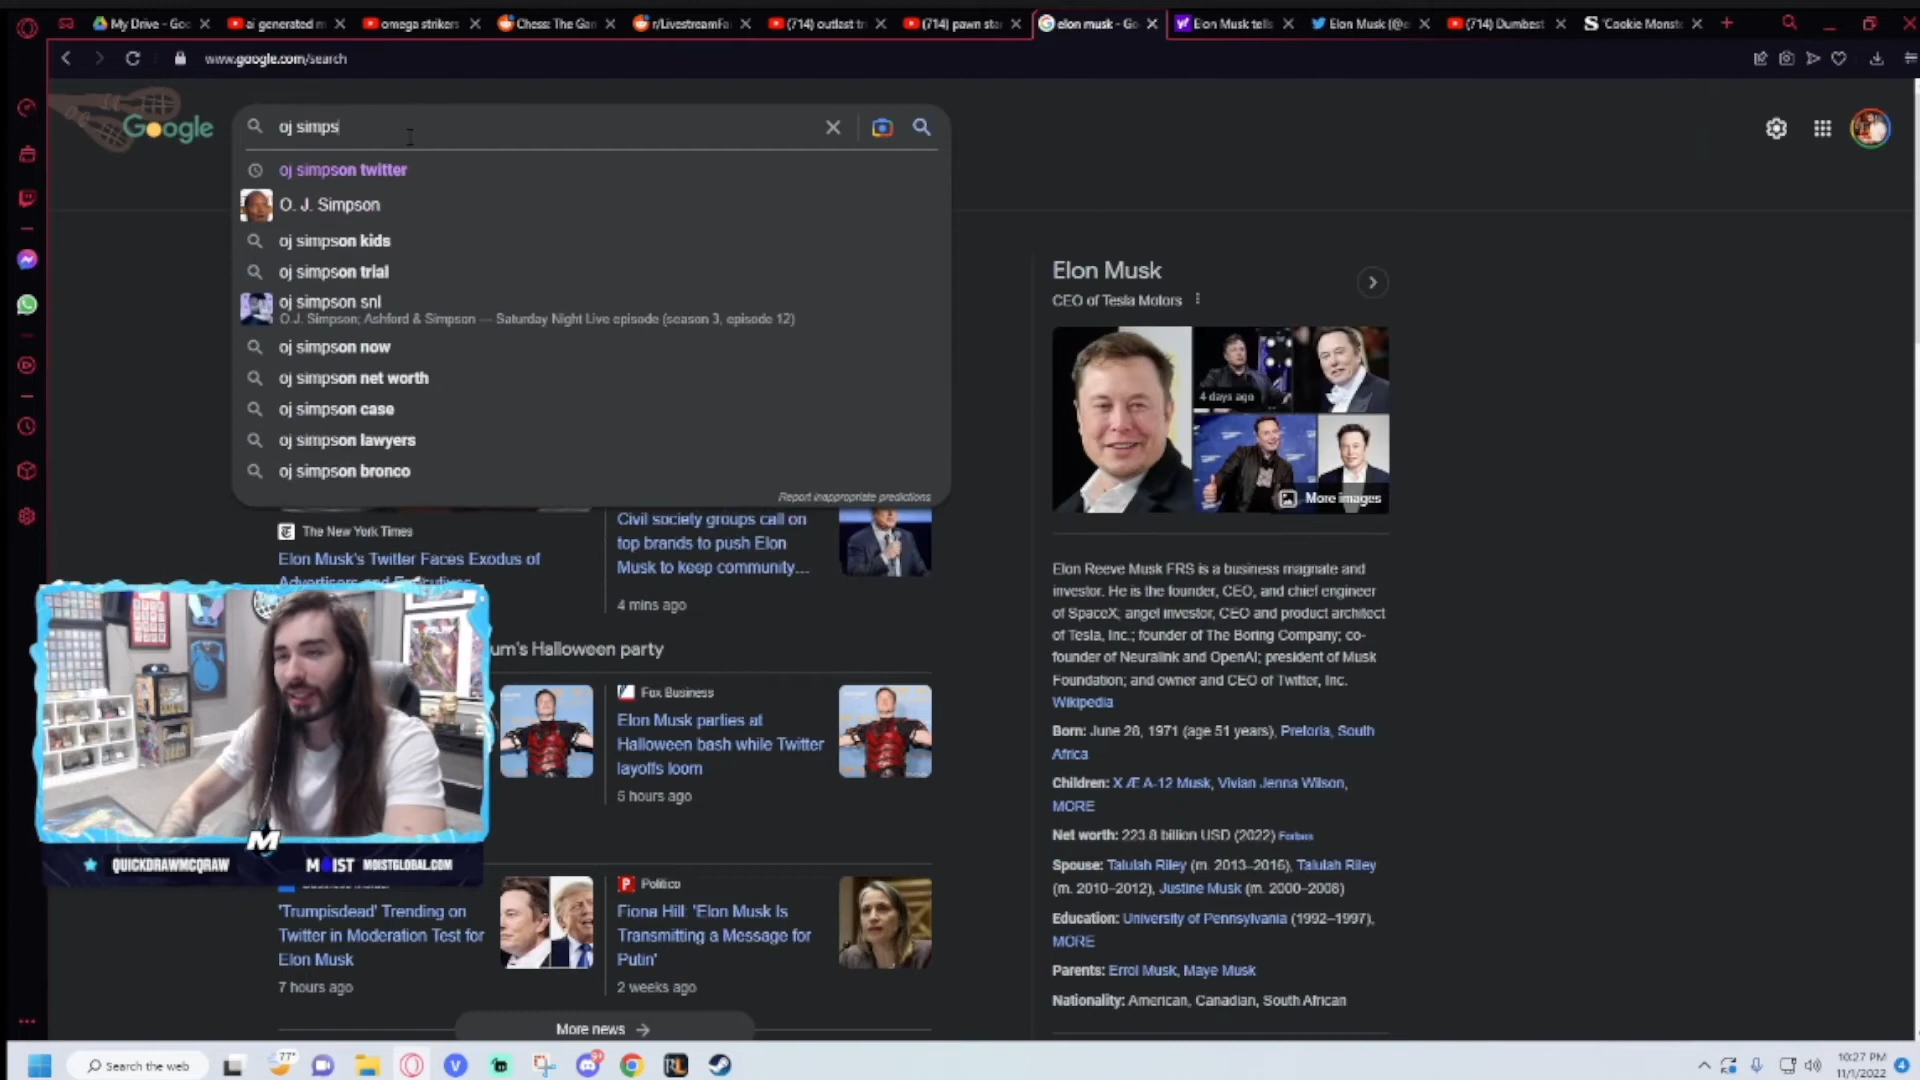 My Drive - Goo
ai generated m
omega strikers
Chess: The Gan
r/LivestreamFa
(714) outlast tri
(714) pawn star
elon musk - Go
Elon Musk tells
Elon Musk (@e
(714) Dumbest
'Cookie Monste
www.google.com/search
Google
oj simps
oj simpson twitter
O. J. Simpson
oj simpson kids
oj simpson trial
oj simpson snl
O.J. Simpson; Ashford & Simpson — Saturday Night Live episode (season 3, episode 12)
oj simpson now
oj simpson net worth
oj simpson case
oj simpson lawyers
oj simpson bronco
Report inappropriate predictions
The New York Times
Elon Musk's Twitter Faces Exodus of
Advertisers and Executives
Civil society groups call on
top brands to push Elon
Musk to keep community...
4 mins ago
um's Halloween party
Fox Business
Elon Musk parties at
Halloween bash while Twitter
layoffs loom
5 hours ago
'Trumpisdead' Trending on
Twitter in Moderation Test for
Elon Musk
7 hours ago
Politico
Fiona Hill: 'Elon Musk Is
Transmitting a Message for
Putin'
2 weeks ago
More news
Elon Musk
CEO of Tesla Motors
4 days ago
More images
Elon Reeve Musk FRS is a business magnate and
investor. He is the founder, CEO, and chief engineer
of SpaceX; angel investor, CEO and product architect
of Tesla, Inc.; founder of The Boring Company; co-
founder of Neuralink and OpenAI; president of Musk
Foundation; and owner and CEO of Twitter, Inc.
Wikipedia
Born: June 28, 1971 (age 51 years), Pretoria, South
Africa
Children: X Æ A-12 Musk, Vivian Jenna Wilson,
MORE
Net worth: 223.8 billion USD (2022) Forbes
Spouse: Talulah Riley (m. 2013–2016), Talulah Riley
(m. 2010–2012), Justine Musk (m. 2000–2008)
Education: University of Pennsylvania (1992–1997),
MORE
Parents: Errol Musk, Maye Musk
Nationality: American, Canadian, South African
M
QUICKDRAWMCQRAW
MOIST
MOISTGLOBAL.COM
Search the web
77°
10:27 PM
11/1/2022
4